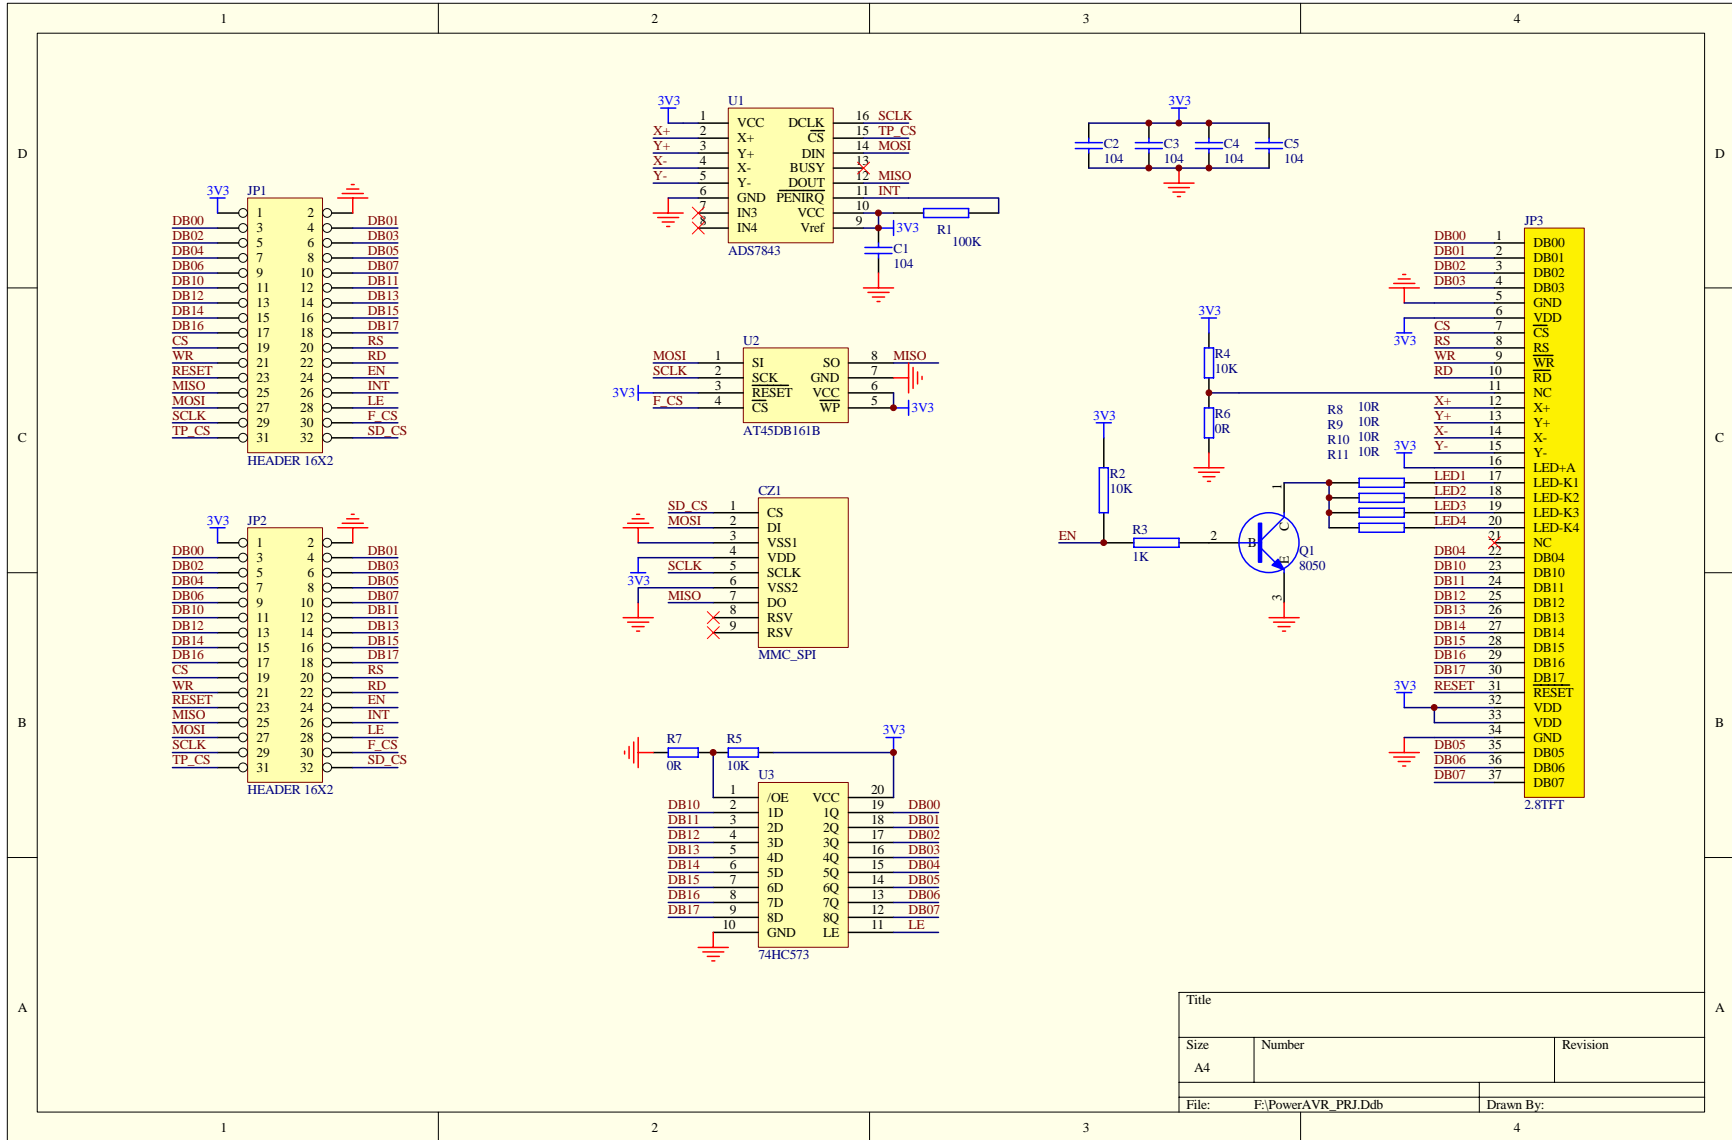 1 2 3 4
D D
C C
B B
A A
1 2 3 4
3V3 JP1
1 2
DB00 3 4 DB01
DB02 5 6 DB03
DB04 7 8 DB05
DB06 9 10 DB07
DB10 11 12 DB11
DB12 13 14 DB13
DB14 15 16 DB15
DB16 17 18 DB17
CS 19 20 RS
WR 21 22 RD
RESET 23 24 EN
MISO 25 26 INT
MOSI 27 28 LE
SCLK 29 30 F_CS
TP_CS 31 32 SD_CS
HEADER 16X2
3V3 JP2
1 2
DB00 3 4 DB01
DB02 5 6 DB03
DB04 7 8 DB05
DB06 9 10 DB07
DB10 11 12 DB11
DB12 13 14 DB13
DB14 15 16 DB15
DB16 17 18 DB17
CS 19 20 RS
WR 21 22 RD
RESET 23 24 EN
MISO 25 26 INT
MOSI 27 28 LE
SCLK 29 30 F_CS
TP_CS 31 32 SD_CS
HEADER 16X2
3V3 U1
1 VCC DCLK 16 SCLK
X+ 2 X+ CS 15 TP_CS
Y+ 3 Y+ DIN 14 MOSI
X- 4 X- BUSY 13
Y- 5 Y- DOUT 12 MISO
6 GND PENIRQ 11 INT
7 IN3 VCC 10
8 IN4 Vref 9 3V3
ADS7843
R1
100K
C1
104
U2
MOSI 1 SI SO 8 MISO
SCLK 2 SCK GND 7
3V3 3 RESET VCC 6
F_CS 4 CS WP 5 3V3
AT45DB161B
CZ1
SD_CS 1 CS
MOSI 2 DI
3 VSS1
4 VDD
3V3
SCLK 5 SCLK
6 VSS2
MISO 7 DO
8 RSV
9 RSV
MMC_SPI
R7 R5 3V3
0R 10K
U3
1 /OE VCC 20
DB10 2 1D 1Q 19 DB00
DB11 3 2D 2Q 18 DB01
DB12 4 3D 3Q 17 DB02
DB13 5 4D 4Q 16 DB03
DB14 6 5D 5Q 15 DB04
DB15 7 6D 6Q 14 DB05
DB16 8 7D 7Q 13 DB06
DB17 9 8D 8Q 12 DB07
10 GND LE 11 LE
74HC573
3V3
C2 C3 C4 C5
104 104 104 104
3V3
R4
10K
R6
0R
3V3
R2
10K
EN R3
1K
2 B 1 C E 3
Q1
8050
R8 10R
R9 10R
R10 10R
R11 10R
JP3
DB00 1 DB00
DB01 2 DB01
DB02 3 DB02
DB03 4 DB03
5 GND
6 VDD
3V3
CS 7 CS
RS 8 RS
WR 9 WR
RD 10 RD
11 NC
X+ 12 X+
Y+ 13 Y+
X- 14 X-
Y- 15 Y-
3V3 16 LED+A
LED1 17 LED-K1
LED2 18 LED-K2
LED3 19 LED-K3
LED4 20 LED-K4
21 NC
DB04 22 DB04
DB10 23 DB10
DB11 24 DB11
DB12 25 DB12
DB13 26 DB13
DB14 27 DB14
DB15 28 DB15
DB16 29 DB16
DB17 30 DB17
3V3 RESET 31 RESET
32 VDD
33 VDD
34 GND
DB05 35 DB05
DB06 36 DB06
DB07 37 DB07
2.8TFT
Title
Size Number Revision
A4
File: F:\PowerAVR_PRJ.Ddb Drawn By: